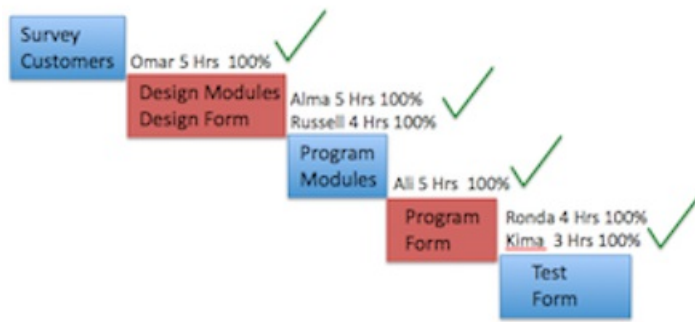 Survey
Customers
Omar 5 Hrs 100%
Design Modules
Design Form
Alma 5 Hrs 100%
Russell 4 Hrs 100%
Program
Modules
Ali 5 Hrs 100%
Program
Form
Ronda 4 Hrs 100%
Kima 3 Hrs 100%
Test
Form